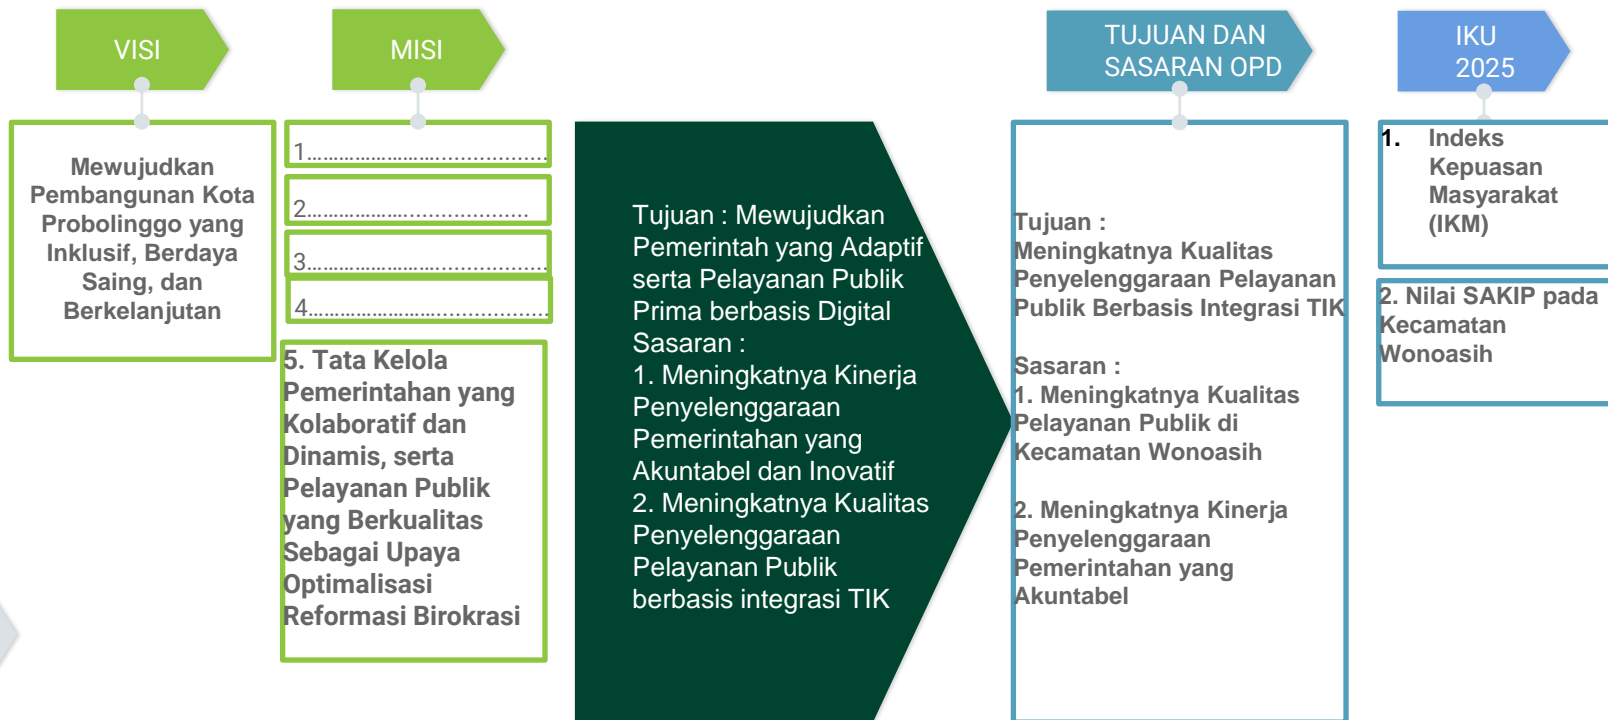 VISI
Mewujudkan
Pembangunan Kota
Probolinggo yang
Inklusif, Berdaya
Saing, dan
Berkelanjutan
MISI
1............................................
2.......................................
3............................................
4............................................
5. Tata Kelola
Pemerintahan yang
Kolaboratif dan
Dinamis, serta
Pelayanan Publik
yang Berkualitas
Sebagai Upaya
Optimalisasi
Reformasi Birokrasi
Tujuan : Mewujudkan
Pemerintah yang Adaptif
serta Pelayanan Publik
Prima berbasis Digital
Sasaran :
1. Meningkatnya Kinerja
Penyelenggaraan
Pemerintahan yang
Akuntabel dan Inovatif
2. Meningkatnya Kualitas
Penyelenggaraan
Pelayanan Publik
berbasis integrasi TIK
TUJUAN DAN
SASARAN OPD
Tujuan :
Meningkatnya Kualitas
Penyelenggaraan Pelayanan
Publik Berbasis Integrasi TIK
Sasaran :
1. Meningkatnya Kualitas
Pelayanan Publik di
Kecamatan Wonoasih
2. Meningkatnya Kinerja
Penyelenggaraan
Pemerintahan yang
Akuntabel
IKU
2025
1. Indeks
Kepuasan
Masyarakat
(IKM)
2. Nilai SAKIP pada
Kecamatan
Wonoasih